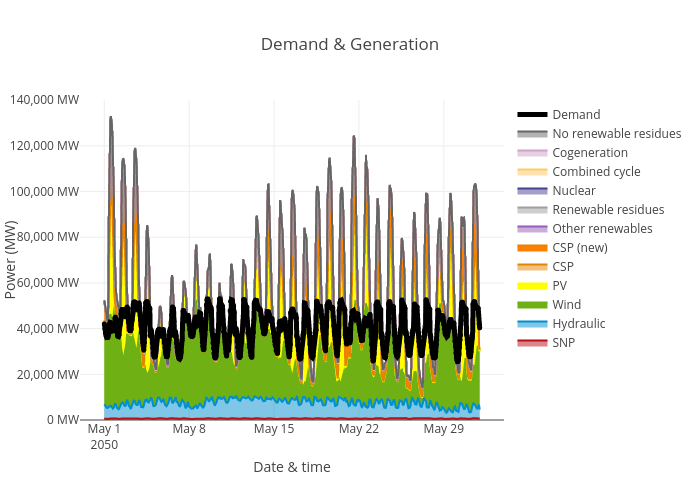 Demand & Generation
140,000 MW
120,000 MW
100,000 MW
80,000 MW
60,000 MW
40,000 MW
20,000 MW
0 MW
Power (MW)
May 1
2050
May 8
May 15
May 22
May 29
Date & time
Demand
No renewable residues
Cogeneration
Combined cycle
Nuclear
Renewable residues
Other renewables
CSP (new)
CSP
PV
Wind
Hydraulic
SNP